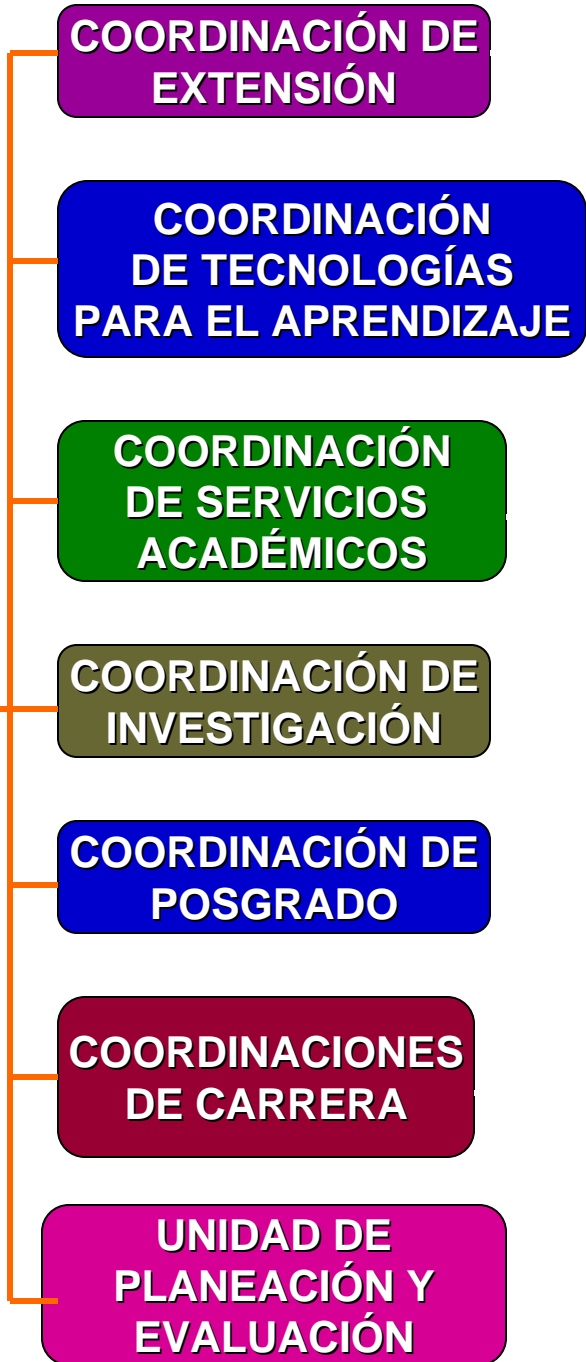 COORDINACIÓN DE
EXTENSIÓN
COORDINACIÓN
DE TECNOLOGÍAS
PARA EL APRENDIZAJE
COORDINACIÓN
DE SERVICIOS
ACADÉMICOS
COORDINACIÓN DE
INVESTIGACIÓN
COORDINACIÓN DE
POSGRADO
COORDINACIONES
DE CARRERA
UNIDAD DE
PLANEACIÓN Y
EVALUACIÓN